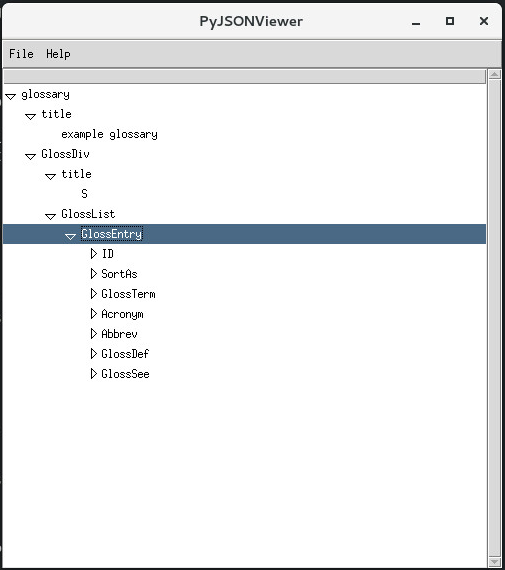 PyJSONViewer
File Help
glossary
title
example glossary
GlossDiv
title
S
GlossList
GlossEntry
ID
SortAs
GlossTerm
Acronym
Abbrev
GlossDef
GlossSee